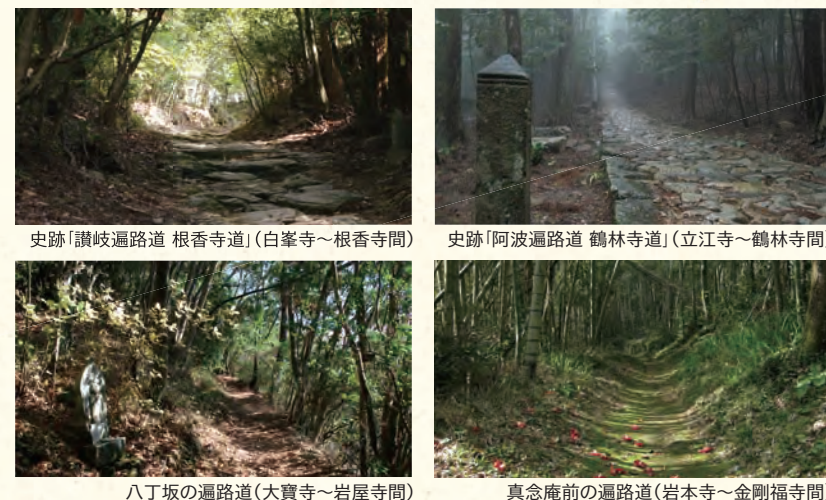 史跡「讃岐遍路道 根香寺道」（白峯寺～根香寺間）
史跡「阿波遍路道 鶴林寺道」（立江寺～鶴林寺間
八丁坂の遍路道（大寶寺～岩屋寺間）
真念庵前の遍路道（岩本寺～金剛福寺間